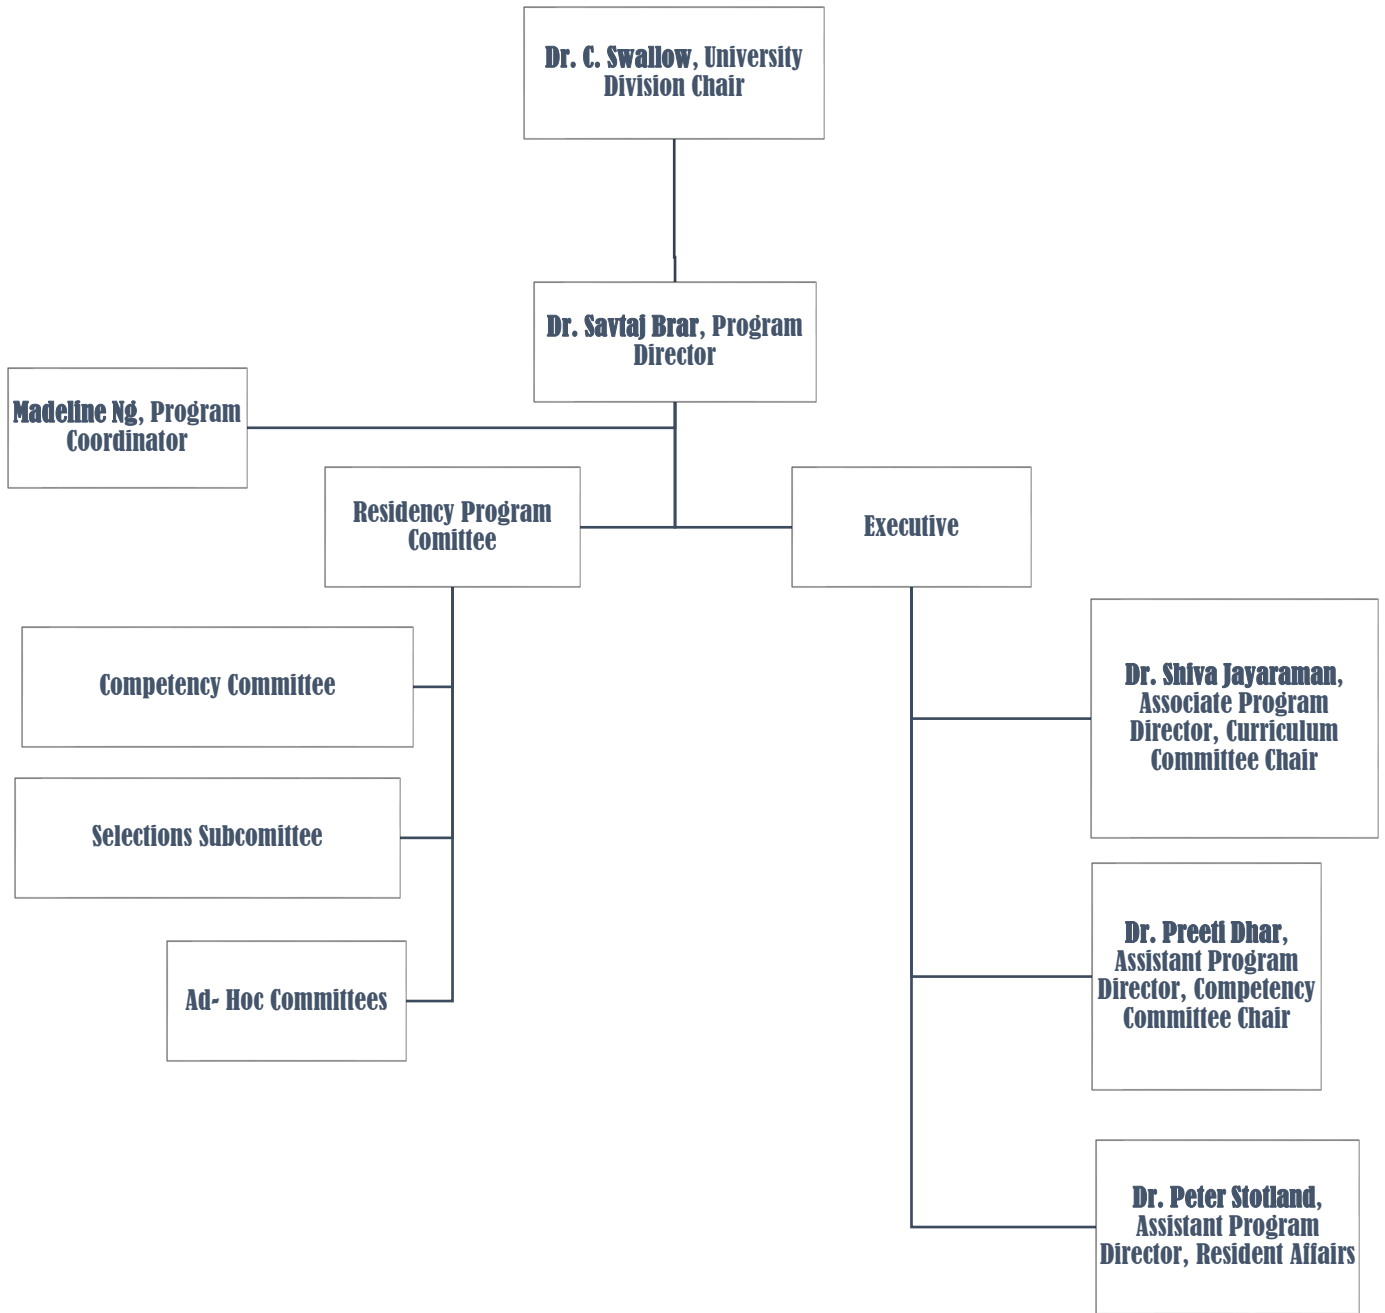 Dr. C. Swallow, University
Division Chair
Dr. Savtaj Brar, Program
Director
Madeline Ng, Program
Coordinator
Residency Program
Comittee
Executive
Competency Committee
Selections Subcomittee
Ad- Hoc Committees
Dr. Shiva Jayaraman,
Associate Program
Director, Curriculum
Committee Chair
Dr. Preeti Dhar,
Assistant Program
Director, Competency
Committee Chair
Dr. Peter Stotland,
Assistant Program
Director, Resident Affairs